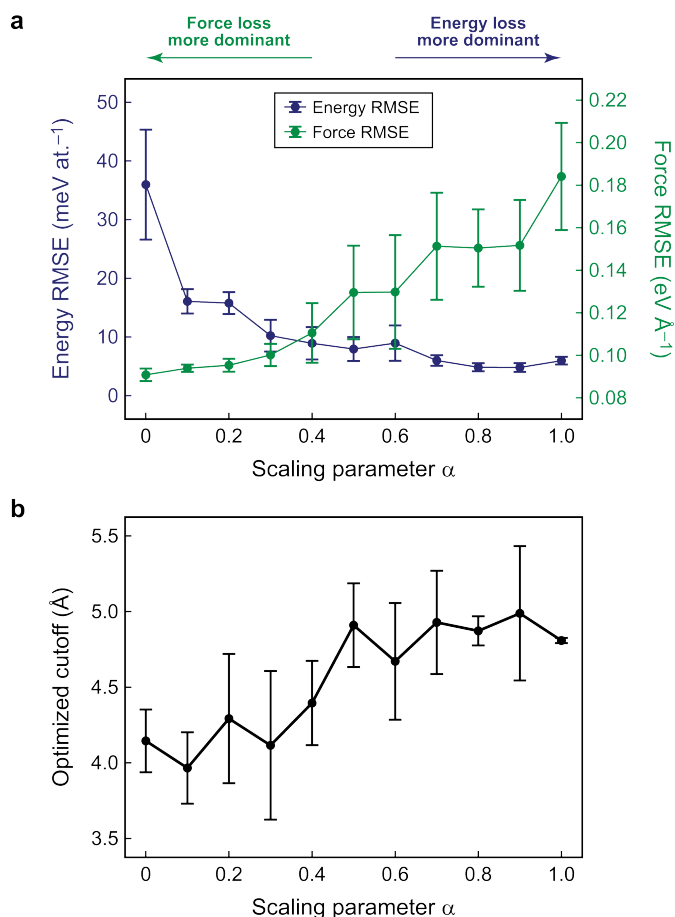 a
Force loss
more dominant
Energy loss
more dominant
Energy RMSE (meV at.⁻¹)
50
40
30
20
10
0
Energy RMSE
Force RMSE
0.22
0.20
0.18
0.16
0.14
0.12
0.10
0.08
Force RMSE (eV Å⁻¹)
0
0.2
0.4
0.6
0.8
1.0
Scaling parameter α
b
Optimized cutoff (Å)
5.5
5.0
4.5
4.0
3.5
0
0.2
0.4
0.6
0.8
1.0
Scaling parameter α